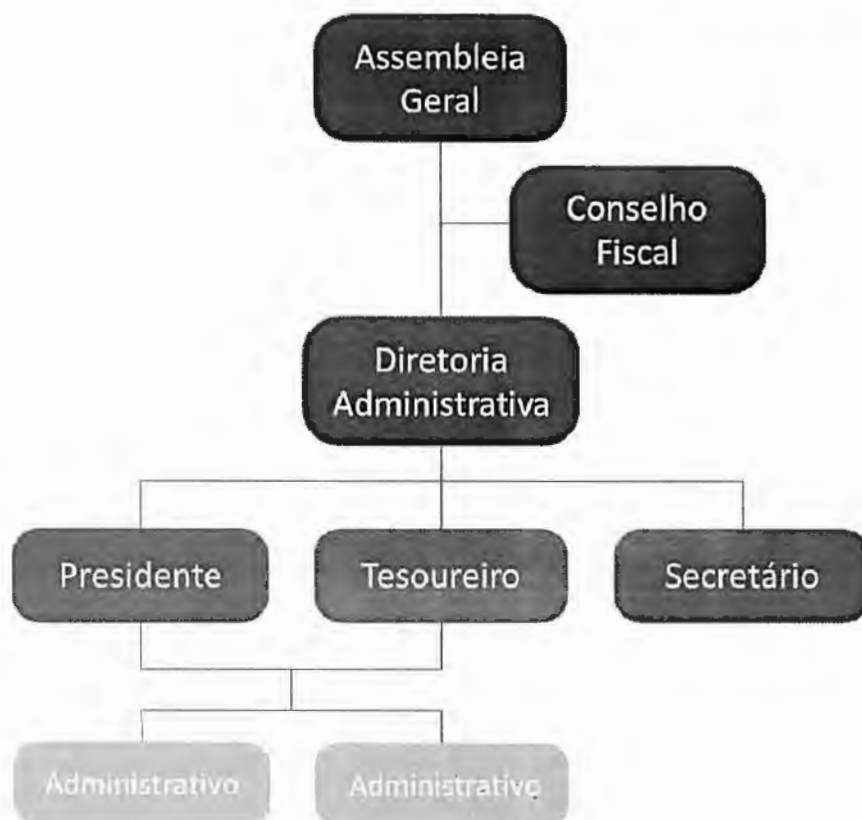 Assembleia
Geral
Conselho
Fiscal
Diretoria
Administrativa
Presidente
Tesoureiro
Secretário
Administrativo
Administrativo